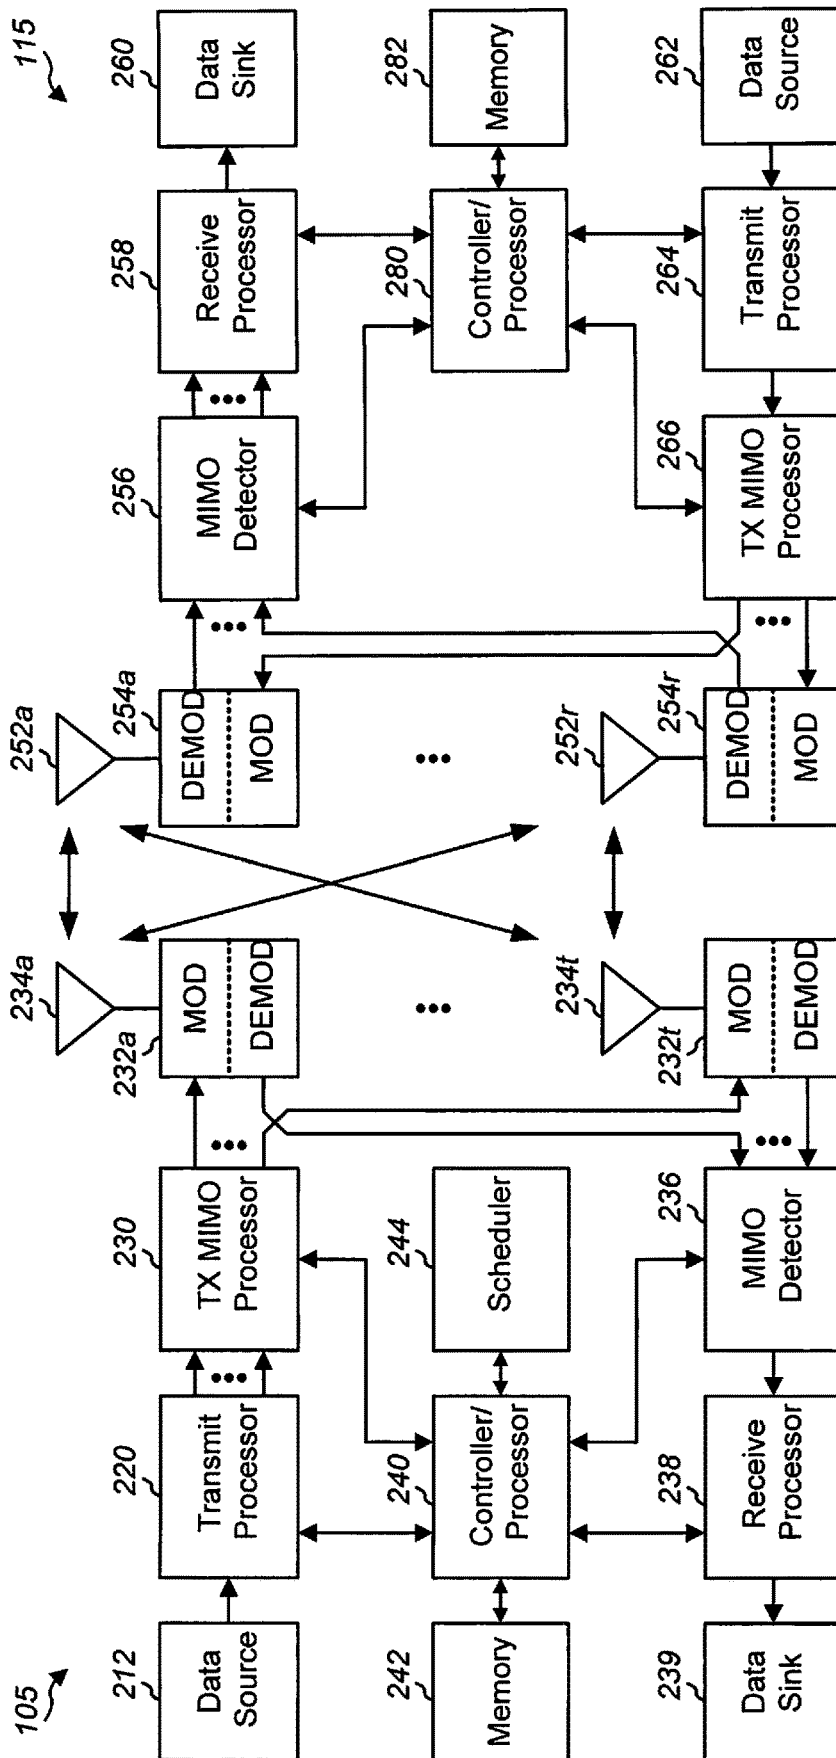 105
115
212
Data
Source
220
Transmit
Processor
230
TX MIMO
Processor
232a
MOD
DEMOD
234a
252a
254a
DEMOD
MOD
256
MIMO
Detector
258
Receive
Processor
260
Data
Sink
242
Memory
240
Controller/
Processor
244
Scheduler
280
Controller/
Processor
282
Memory
239
Data
Sink
238
Receive
Processor
236
MIMO
Detector
232t
MOD
DEMOD
234t
252r
254r
DEMOD
MOD
266
TX MIMO
Processor
264
Transmit
Processor
262
Data
Source